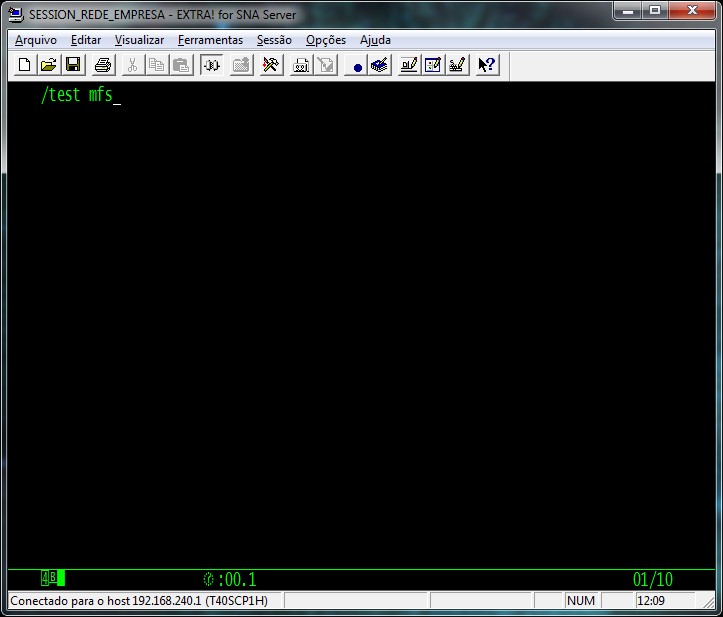 SESSION_REDE_EMPRESA - EXTRA! for SNA Server
Arquivo Editar Visualizar Ferramentas Sessão Opções Ajuda
/test mfs_
4B :00.1 01/10
Conectado para o host 192.168.240.1 (T40SCP1H) NUM 12:09